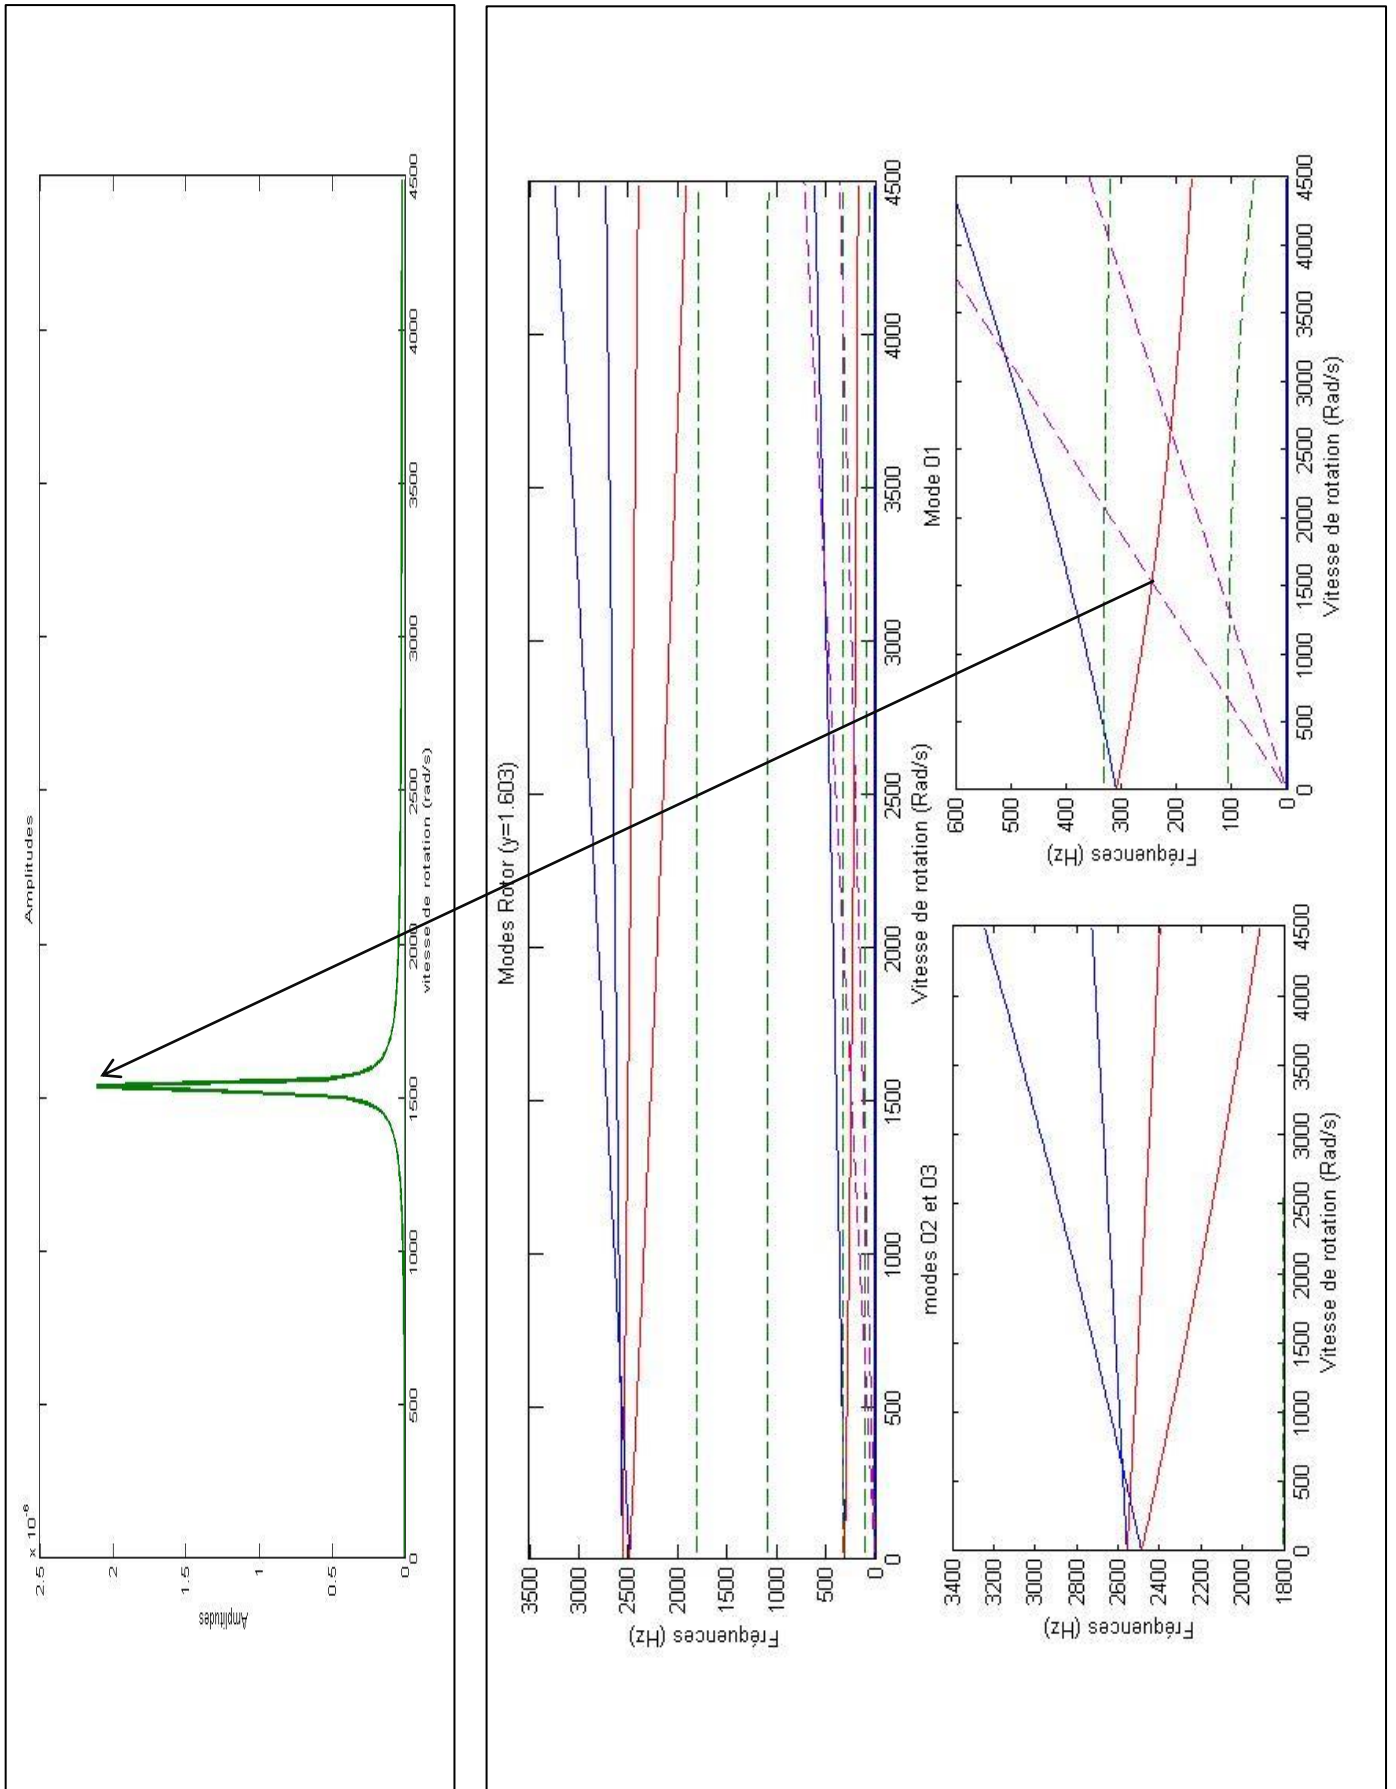 Amplitudes
x 10⁻⁶
2.5
2
1.5
1
0.5
0
Amplitudes
0 500 1000 1500 2000 2500 3000 3500 4000 4500
vitesse de rotation (rad/s)
Modes Rotor (y=1.603)
3500
3000
2500
2000
1500
1000
500
0
Fréquences (Hz)
0 500 1000 1500 2000 2500 3000 3500 4000 4500
Vitesse de rotation (Rad/s)
modes 02 et 03
3400
3200
3000
2800
2600
2400
2200
2000
1800
Fréquences (Hz)
0 500 1000 1500 2000 2500 3000 3500 4000 4500
Vitesse de rotation (Rad/s)
Mode 01
600
500
400
300
200
100
0
Fréquences (Hz)
0 500 1000 1500 2000 2500 3000 3500 4000 4500
Vitesse de rotation (Rad/s)